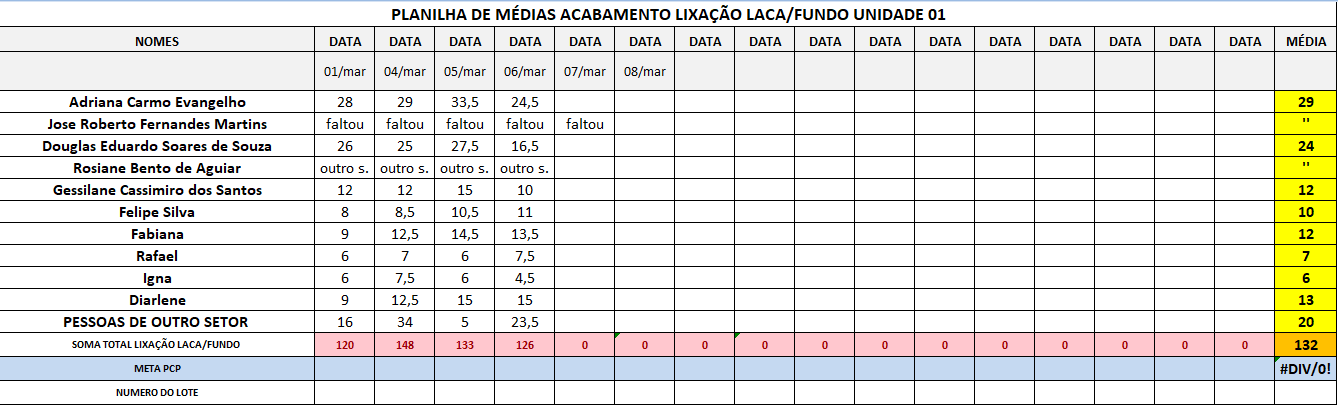 PLANILHA DE MÉDIAS ACABAMENTO LIXAÇÃO LACA/FUNDO UNIDADE 01
NOMES DATA DATA DATA DATA DATA DATA DATA DATA DATA DATA DATA DATA DATA DATA DATA DATA MÉDIA
01/mar 04/mar 05/mar 06/mar 07/mar 08/mar
Adriana Carmo Evangelho 28 29 33,5 24,5 29
Jose Roberto Fernandes Martins faltou faltou faltou faltou faltou "
Douglas Eduardo Soares de Souza 26 25 27,5 16,5 24
Rosiane Bento de Aguiar outro s. outro s. outro s. outro s. "
Gessilane Cassimiro dos Santos 12 12 15 10 12
Felipe Silva 8 8,5 10,5 11 10
Fabiana 9 12,5 14,5 13,5 12
Rafael 6 7 6 7,5 7
Igna 6 7,5 6 4,5 6
Diarlene 9 12,5 15 15 13
PESSOAS DE OUTRO SETOR 16 34 5 23,5 20
SOMA TOTAL LIXAÇÃO LACA/FUNDO 120 148 133 126 0 0 0 0 0 0 0 0 0 0 0 0 132
META PCP #DIV/0!
NUMERO DO LOTE